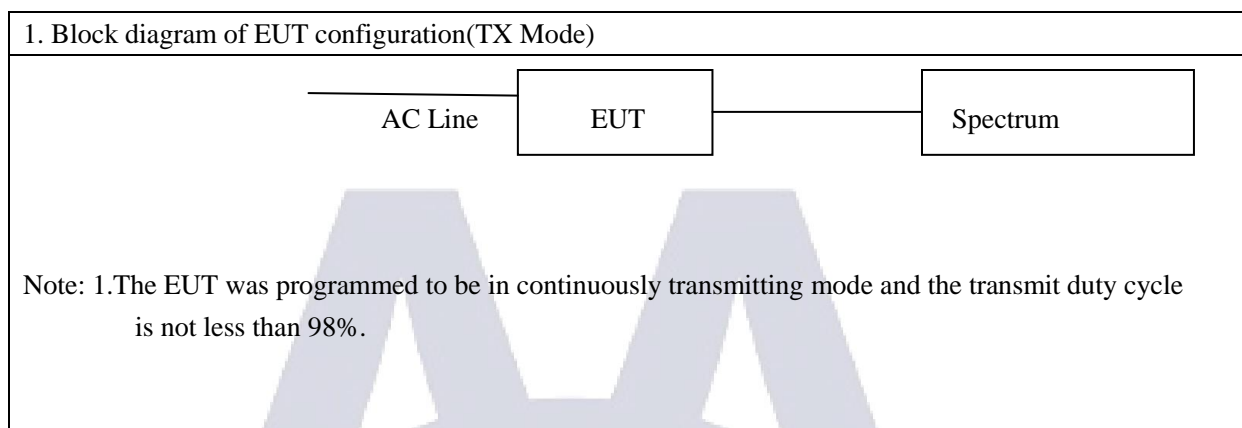 1. Block diagram of EUT configuration(TX Mode)
AC Line EUT Spectrum
Note: 1.The EUT was programmed to be in continuously transmitting mode and the transmit duty cycle
is not less than 98%.